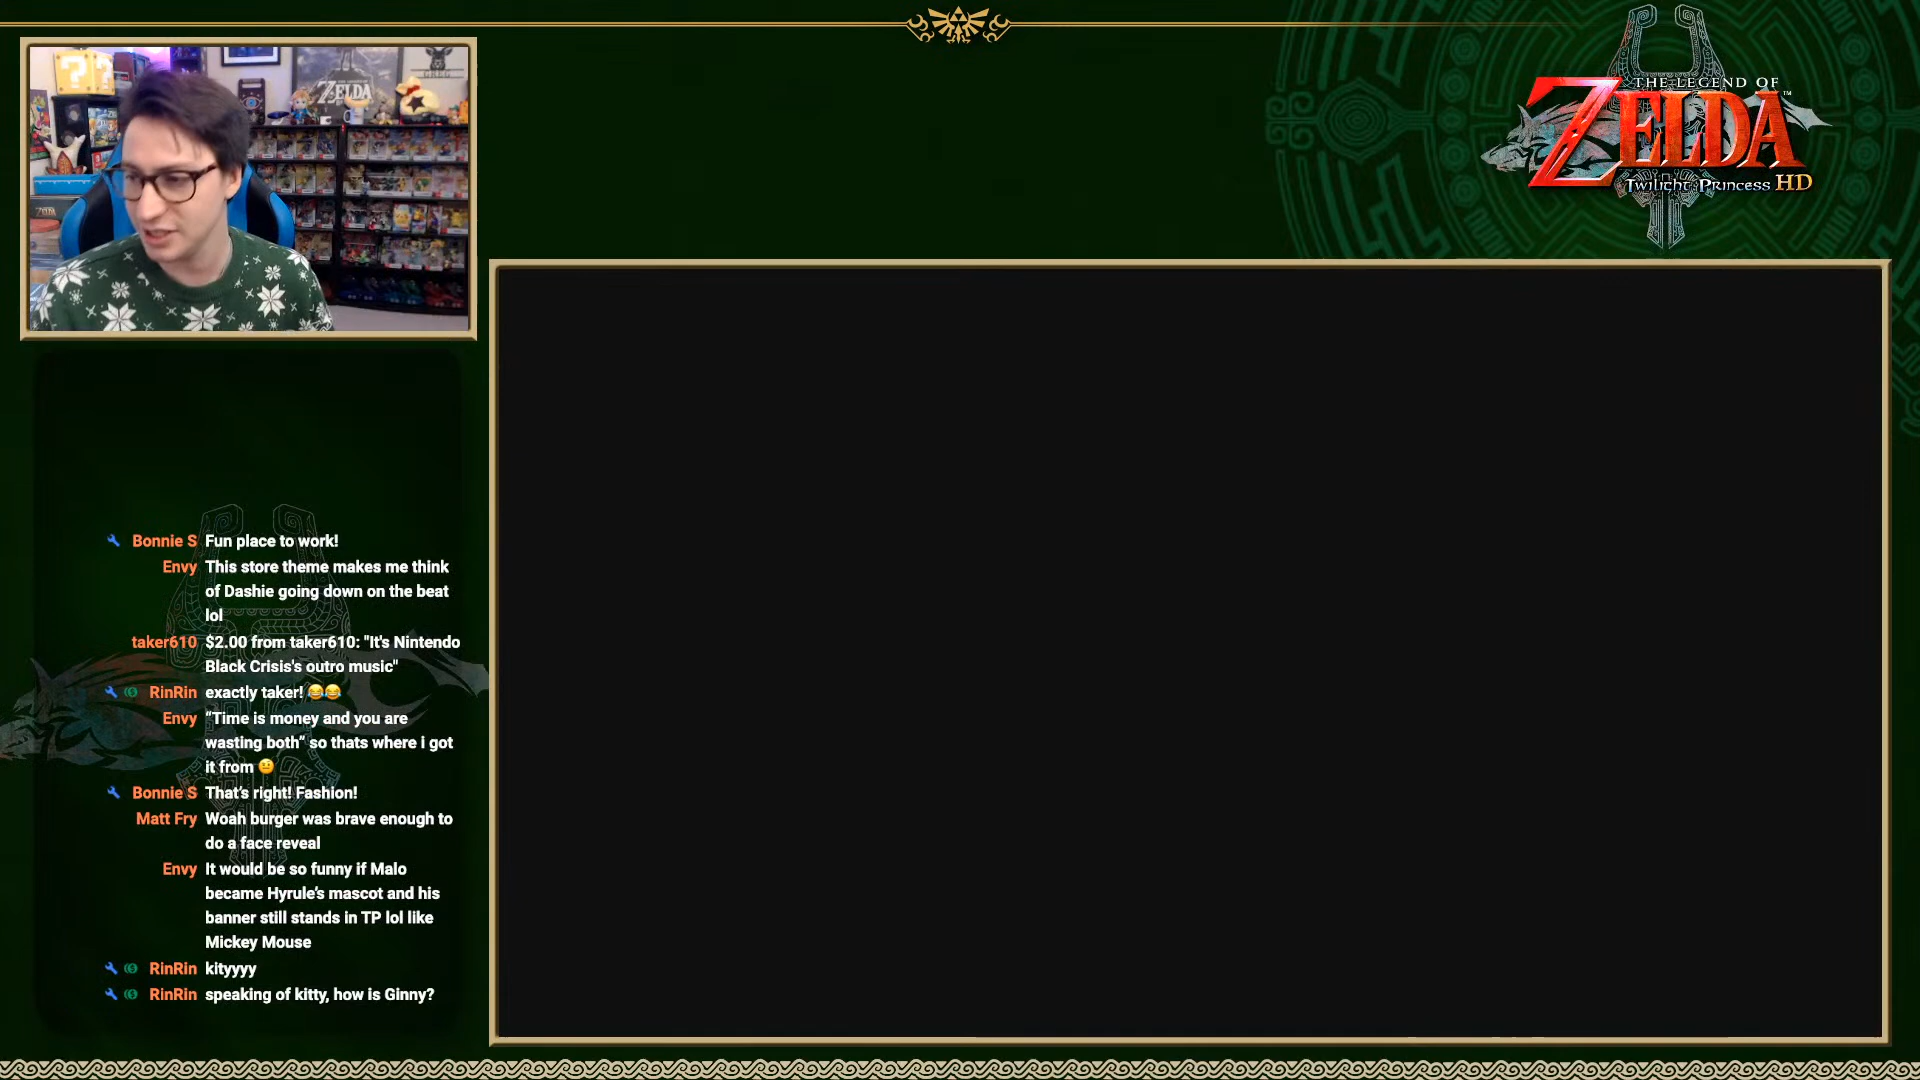 THE LEGEND OF
ZELDA™
Twilight Princess HD
ZELDA
GREG
Bonnie S Fun place to work!
Envy This store theme makes me think
of Dashie going down on the beat
lol
taker610 $2.00 from taker610: "It's Nintendo
Black Crisis's outro music"
RinRin exactly taker! 😂😂
Envy “Time is money and you are
wasting both” so thats where i got
it from 😐
Bonnie S That's right! Fashion!
Matt Fry Woah burger was brave enough to
do a face reveal
Envy It would be so funny if Malo
became Hyrule's mascot and his
banner still stands in TP lol like
Mickey Mouse
RinRin kityyyy
RinRin speaking of kitty, how is Ginny?